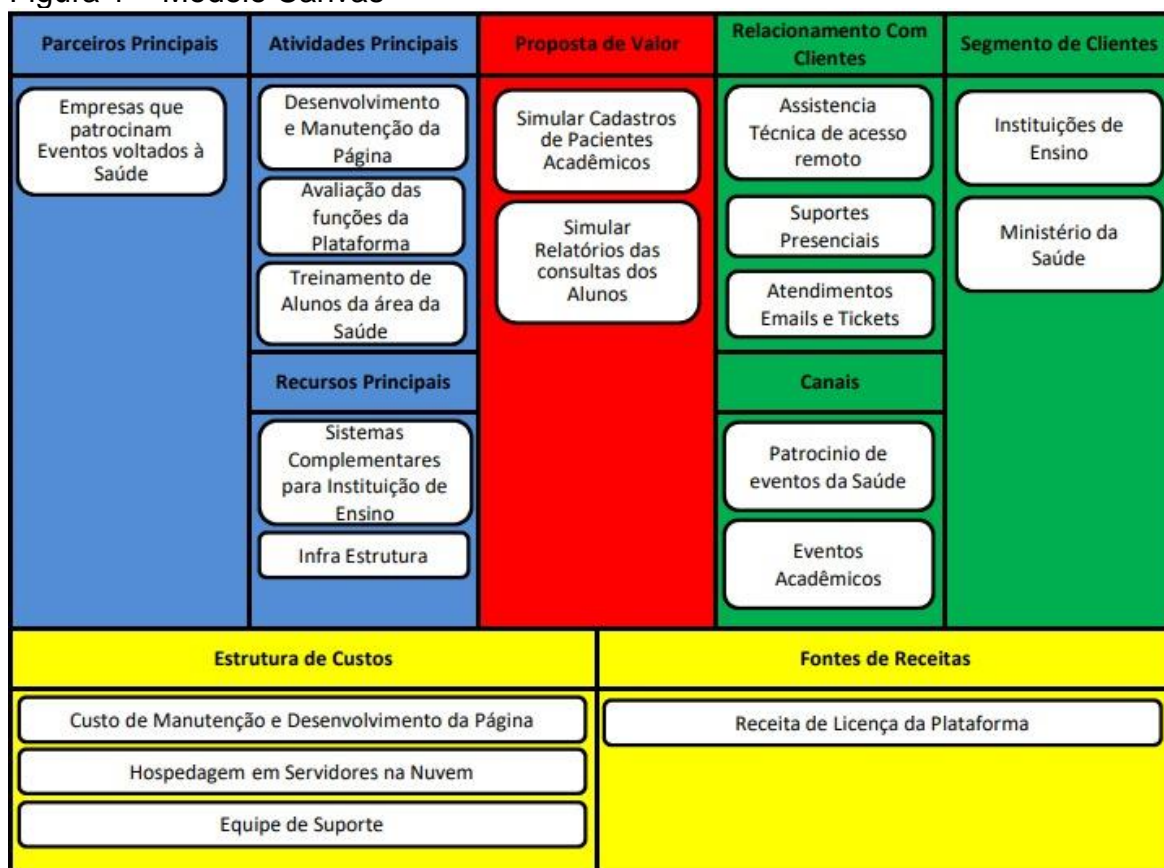 Parceiros Principais
Empresas que
patrocinam
Eventos voltados à
Saúde
Atividades Principais
Desenvolvimento
e Manutenção da
Página
Avaliação das
funções da
Plataforma
Treinamento de
Alunos da área da
Saúde
Recursos Principais
Sistemas
Complementares
para Instituição de
Ensino
Infra Estrutura
Proposta de Valor
Simular Cadastros
de Pacientes
Acadêmicos
Simular
Relatórios das
consultas dos
Alunos
Relacionamento Com
Clientes
Assistencia
Técnica de acesso
remoto
Suportes
Presenciais
Atendimentos
Emails e Tickets
Canais
Patrocinio de
eventos da Saúde
Eventos
Acadêmicos
Segmento de Clientes
Instituições de
Ensino
Ministério da
Saúde
Estrutura de Custos
Custo de Manutenção e Desenvolvimento da Página
Hospedagem em Servidores na Nuvem
Equipe de Suporte
Fontes de Receitas
Receita de Licença da Plataforma